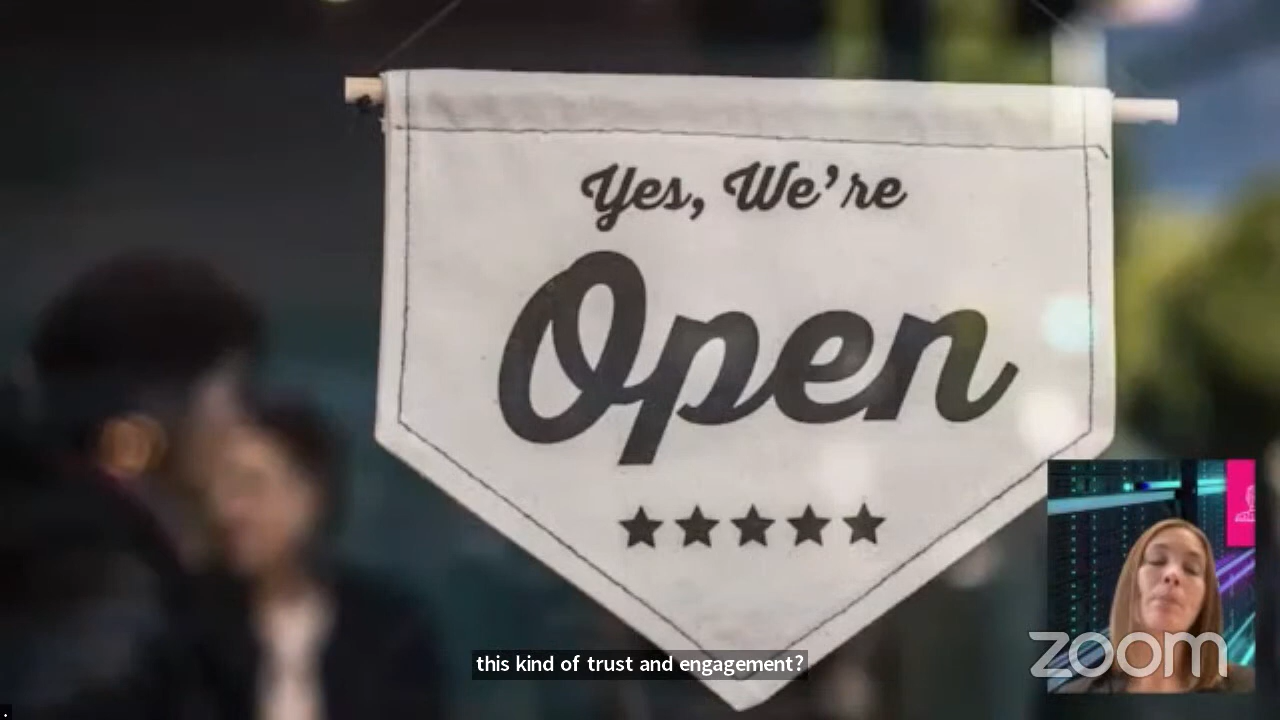 Yes, We're
Open
this kind of trust and engagement?
zoom